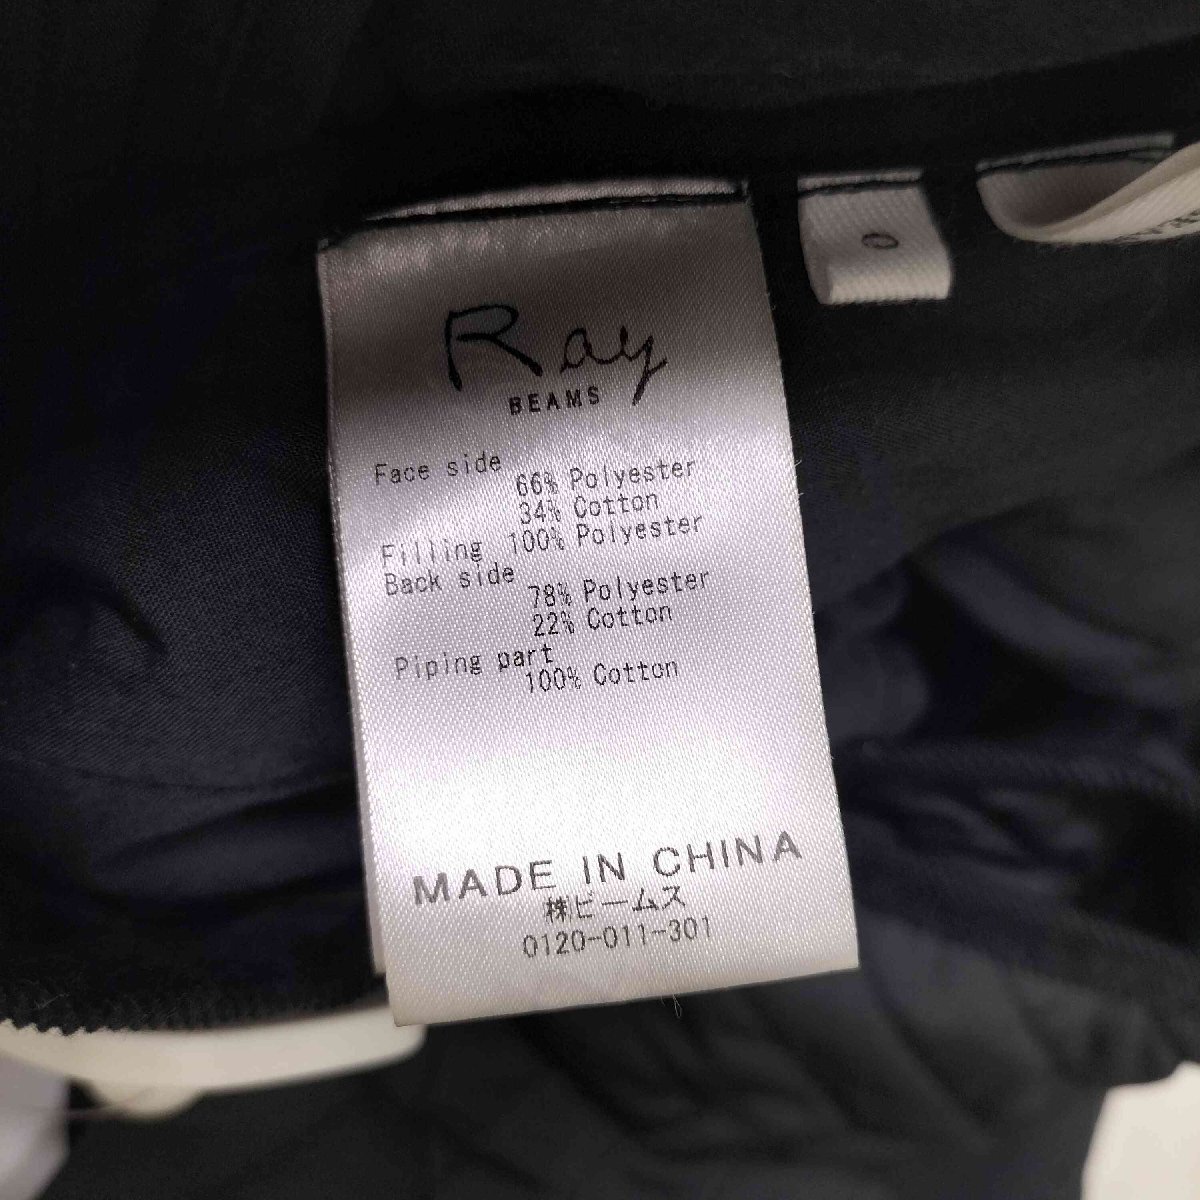 Ray
BEAMS
Face side
66% Polyester
34% Cotton
Filling 100% Polyester
Back side
78% Polyester
22% Cotton
Piping part
100% Cotton
MADE IN CHINA
㈱ビームス
0120-011-301
0